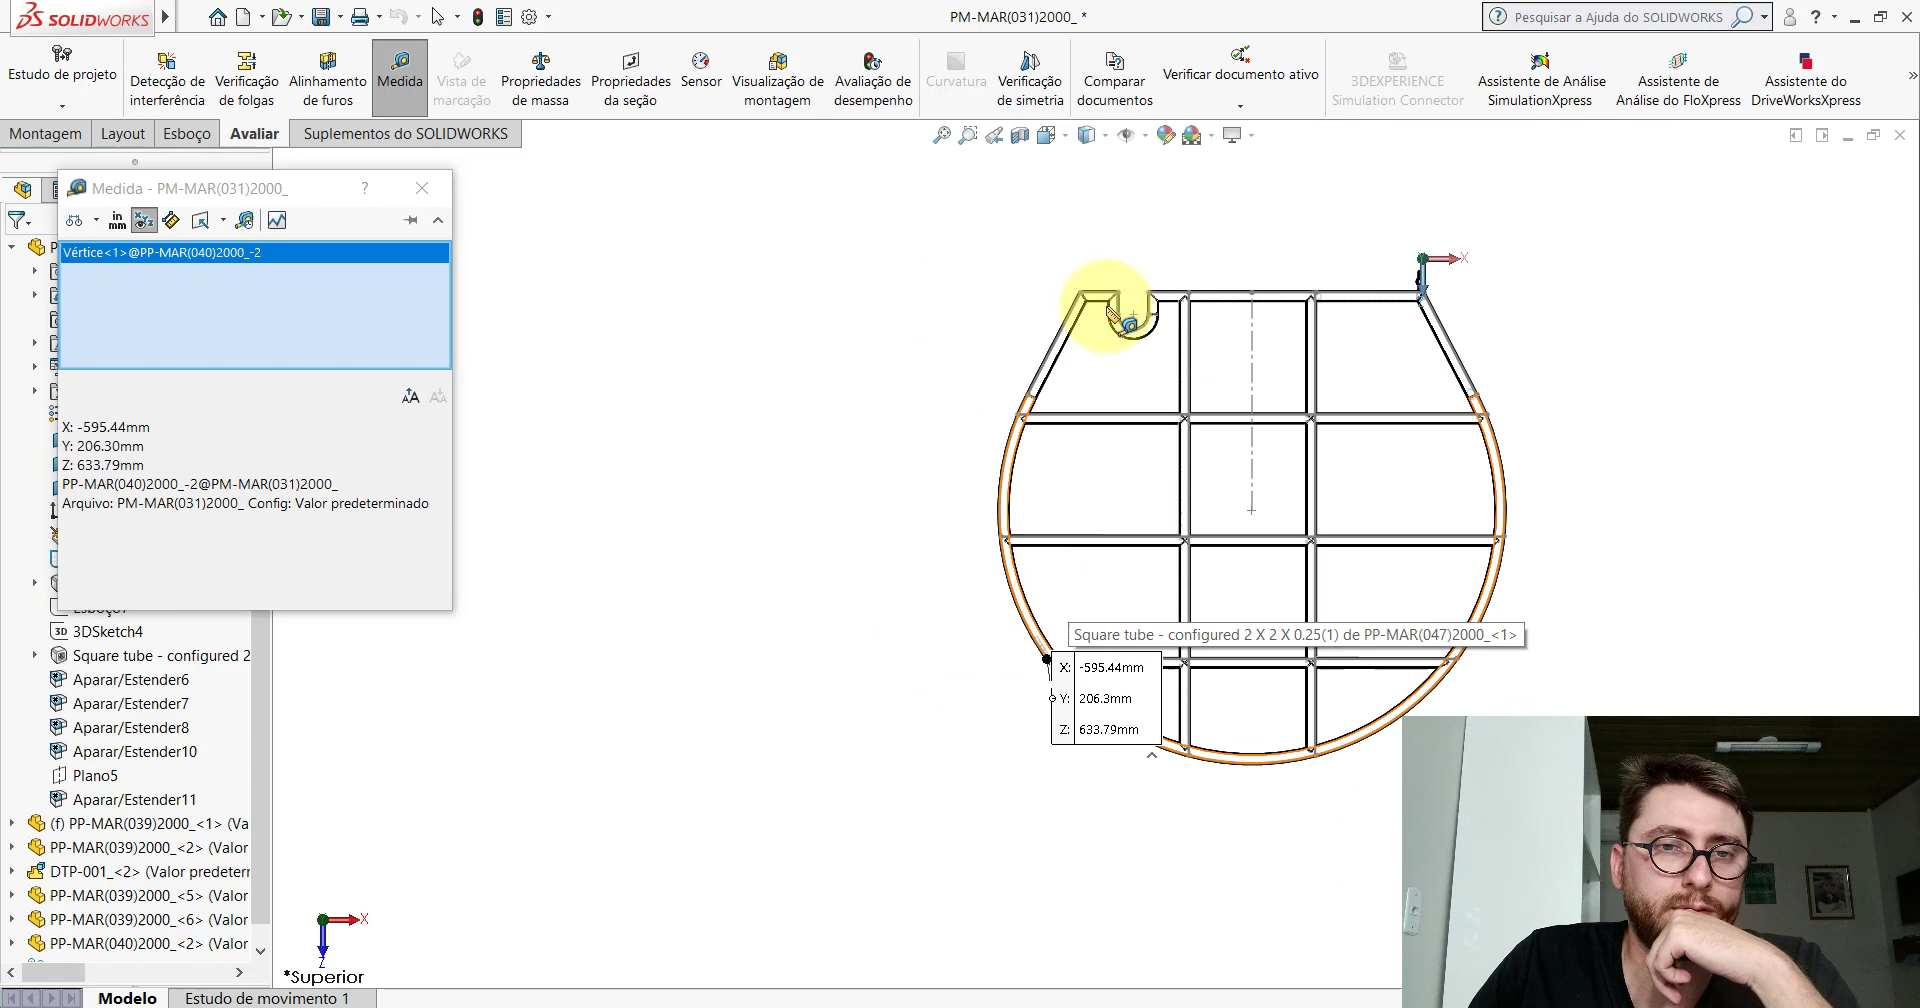 SOLIDWORKS
PM-MAR(031)2000_ *
Pesquisar a Ajuda do SOLIDWORKS
Estudo de projeto
Detecção de interferência
Verificação de folgas
Alinhamento de furos
Medida
Vista de marcação
Propriedades de massa
Propriedades da seção
Sensor
Visualização de montagem
Avaliação de desempenho
Curvatura
Verificação de simetria
Comparar documentos
Verificar documento ativo
3DEXPERIENCE Simulation Connector
Assistente de Análise SimulationXpress
Assistente de Análise do FloXpress
Assistente do DriveWorksXpress
Montagem
Layout
Esboço
Avaliar
Suplementos do SOLIDWORKS
Medida - PM-MAR(031)2000_
?
in
mm
Vértice<1>@PP-MAR(040)2000_-2
X: -595.44mm
Y: 206.30mm
Z: 633.79mm
PP-MAR(040)2000_-2@PM-MAR(031)2000_
Arquivo: PM-MAR(031)2000_ Config: Valor predeterminado
3DSketch4
Square tube - configured 2
Aparar/Estender6
Aparar/Estender7
Aparar/Estender8
Aparar/Estender10
Plano5
Aparar/Estender11
(f) PP-MAR(039)2000_<1> (Va
PP-MAR(039)2000_<2> (Valor
DTP-001_<2> (Valor predeterr
PP-MAR(039)2000_<5> (Valor
PP-MAR(039)2000_<6> (Valor
PP-MAR(040)2000_<2> (Valor
X
Square tube - configured 2 X 2 X 0.25(1) de PP-MAR(047)2000_<1>
X: -595.44mm
Y: 206.3mm
Z: 633.79mm
X
Z
*Superior
Modelo
Estudo de movimento 1